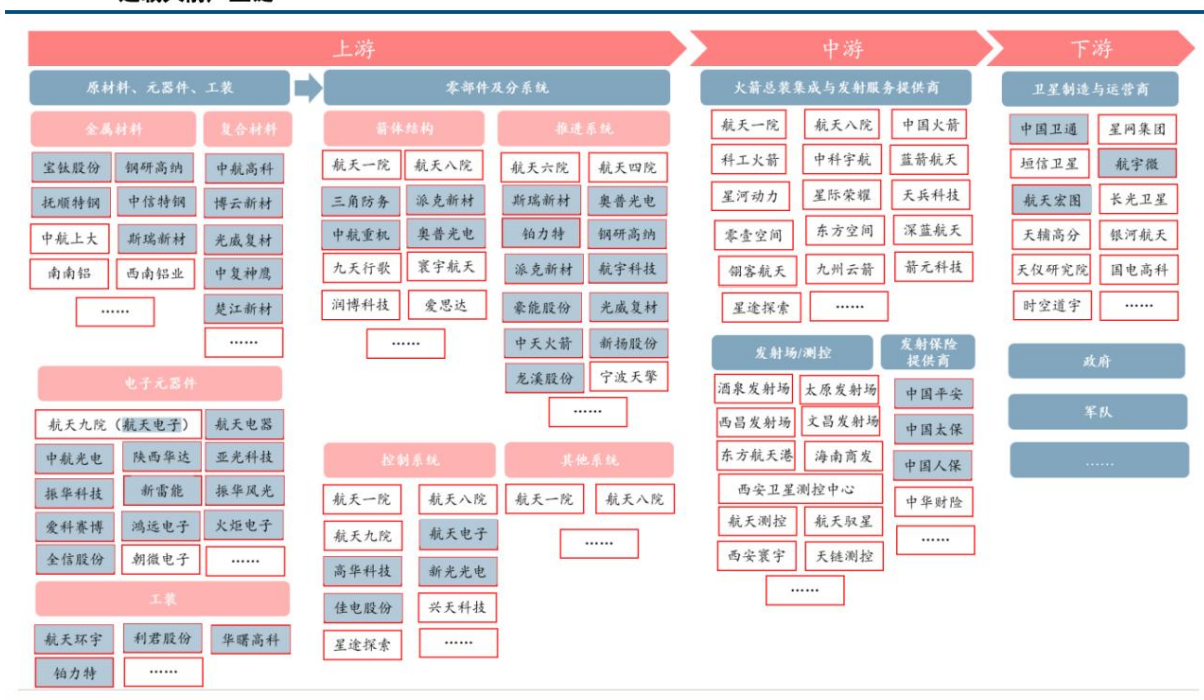 上游
中游
下游
原材料、元器件、工装
零部件及分系统
火箭总装集成与发射服务提供商
卫星制造与运营商
金属材料
复合材料
宝钛股份 钢研高纳 中航高科
抚顺特钢 中信特钢 博云新材
中航上大 斯瑞新材 光威复材
南南铝 西南铝业 中复神鹰
…… 楚江新材
……
电子元器件
航天九院（航天电子） 航天电器
中航光电 陕西华达 亚光科技
振华科技 新雷能 振华风光
爱科赛博 鸿远电子 火炬电子
全信股份 朝微电子 ……
工装
航天环宇 利君股份 华曙高科
铂力特 ……
箭体结构
航天一院 航天八院
三角防务 派克新材
中航重机 奥普光电
九天行歌 寰宇航天
润博科技 爱思达
……
推进系统
航天六院 航天四院
斯瑞新材 奥普光电
铂力特 钢研高纳
派克新材 航宇科技
豪能股份 光威复材
中天火箭 新扬股份
龙溪股份 宁波天擎
……
控制系统
航天一院 航天八院
航天九院 航天电子
高华科技 新光光电
佳电股份 兴天科技
星途探索 ……
其他系统
航天一院 航天八院
……
航天一院 航天八院 中国火箭
科工火箭 中科宇航 蓝箭航天
星河动力 星际荣耀 天兵科技
零壹空间 东方空间 深蓝航天
翎客航天 九州云箭 箭元科技
星途探索 ……
发射场/测控
酒泉发射场 太原发射场
西昌发射场 文昌发射场
东方航天港 海南商发
西安卫星测控中心
航天测控 航天驭星
西安寰宇 天链测控
……
发射保险
提供商
中国平安
中国太保
中国人保
中华财险
……
中国卫通 星网集团
垣信卫星 航宇微
航天宏图 长光卫星
天辅高分 银河航天
天仪研究院 国电高科
时空道宇 ……
政府
军队
……